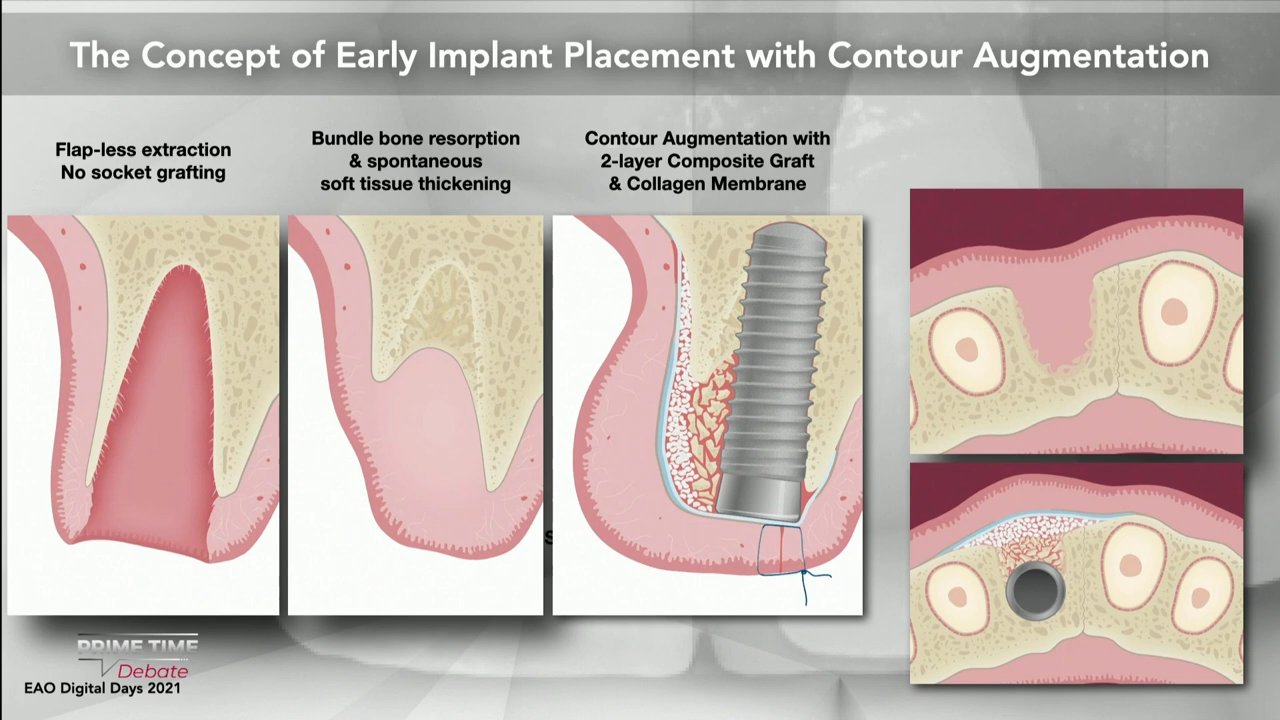 The Concept of Early Implant Placement with Contour Augmentation
Flap-less extraction
No socket grafting
Bundle bone resorption
& spontaneous
soft tissue thickening
Contour Augmentation with
2-layer Composite Graft
& Collagen Membrane
PRIME TIME
Debate
EAO Digital Days 2021